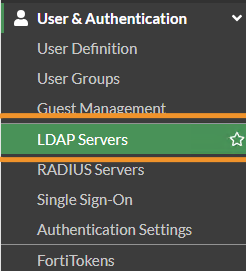 User & Authentication
User Definition
User Groups
Guest Management
LDAP Servers
RADIUS Servers
Single Sign-On
Authentication Settings
FortiTokens